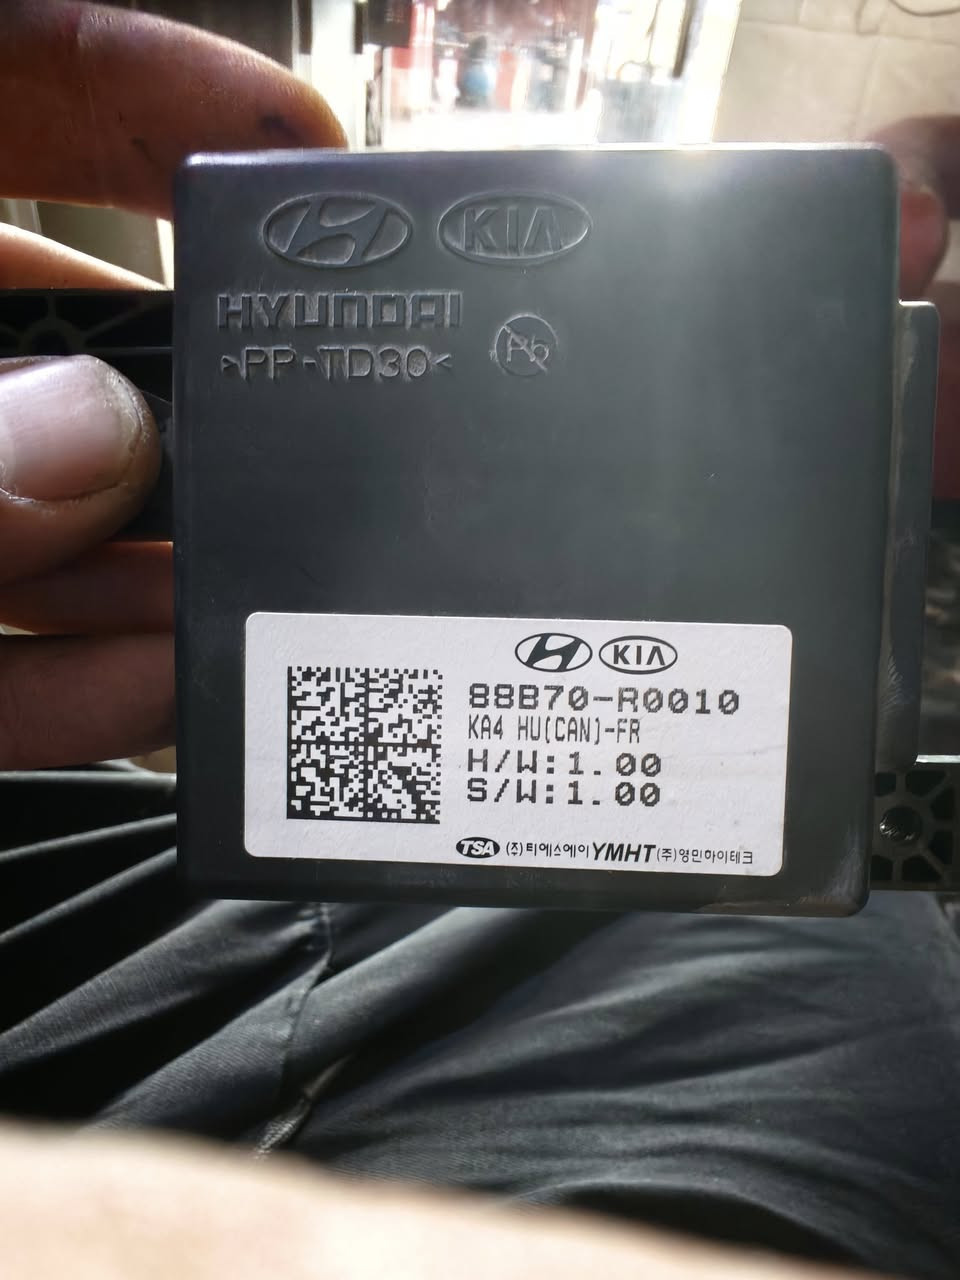 KIA
HYUNDAI
>PP-TD30<
KIA
88B70-R0010
KA4 HU(CAN)-FR
H/W:1.00
S/W:1.00
TSA (주)티에스에이 YMHT (주)영민하이테크